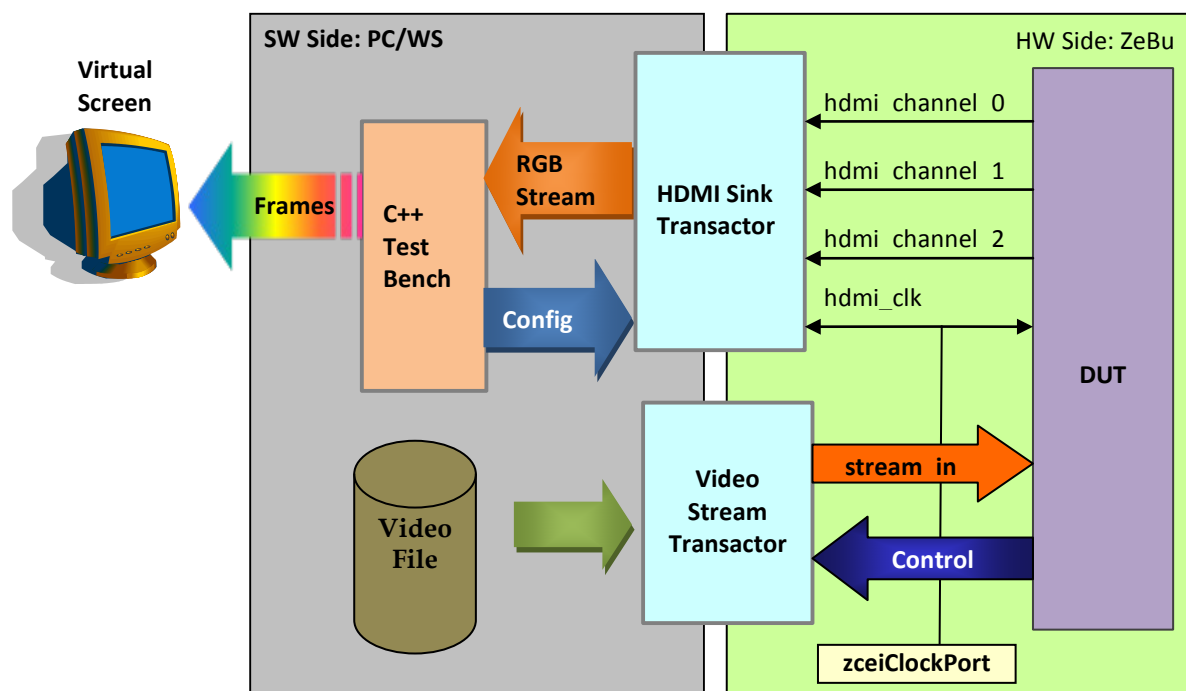 SW Side: PC/WS
HW Side: ZeBu
Virtual
Screen
Frames
C++
Test
Bench
RGB
Stream
Config
HDMI Sink
Transactor
hdmi channel 0
hdmi channel 1
hdmi channel 2
hdmi_clk
DUT
Video
File
Video
Stream
Transactor
stream in
Control
zceiClockPort